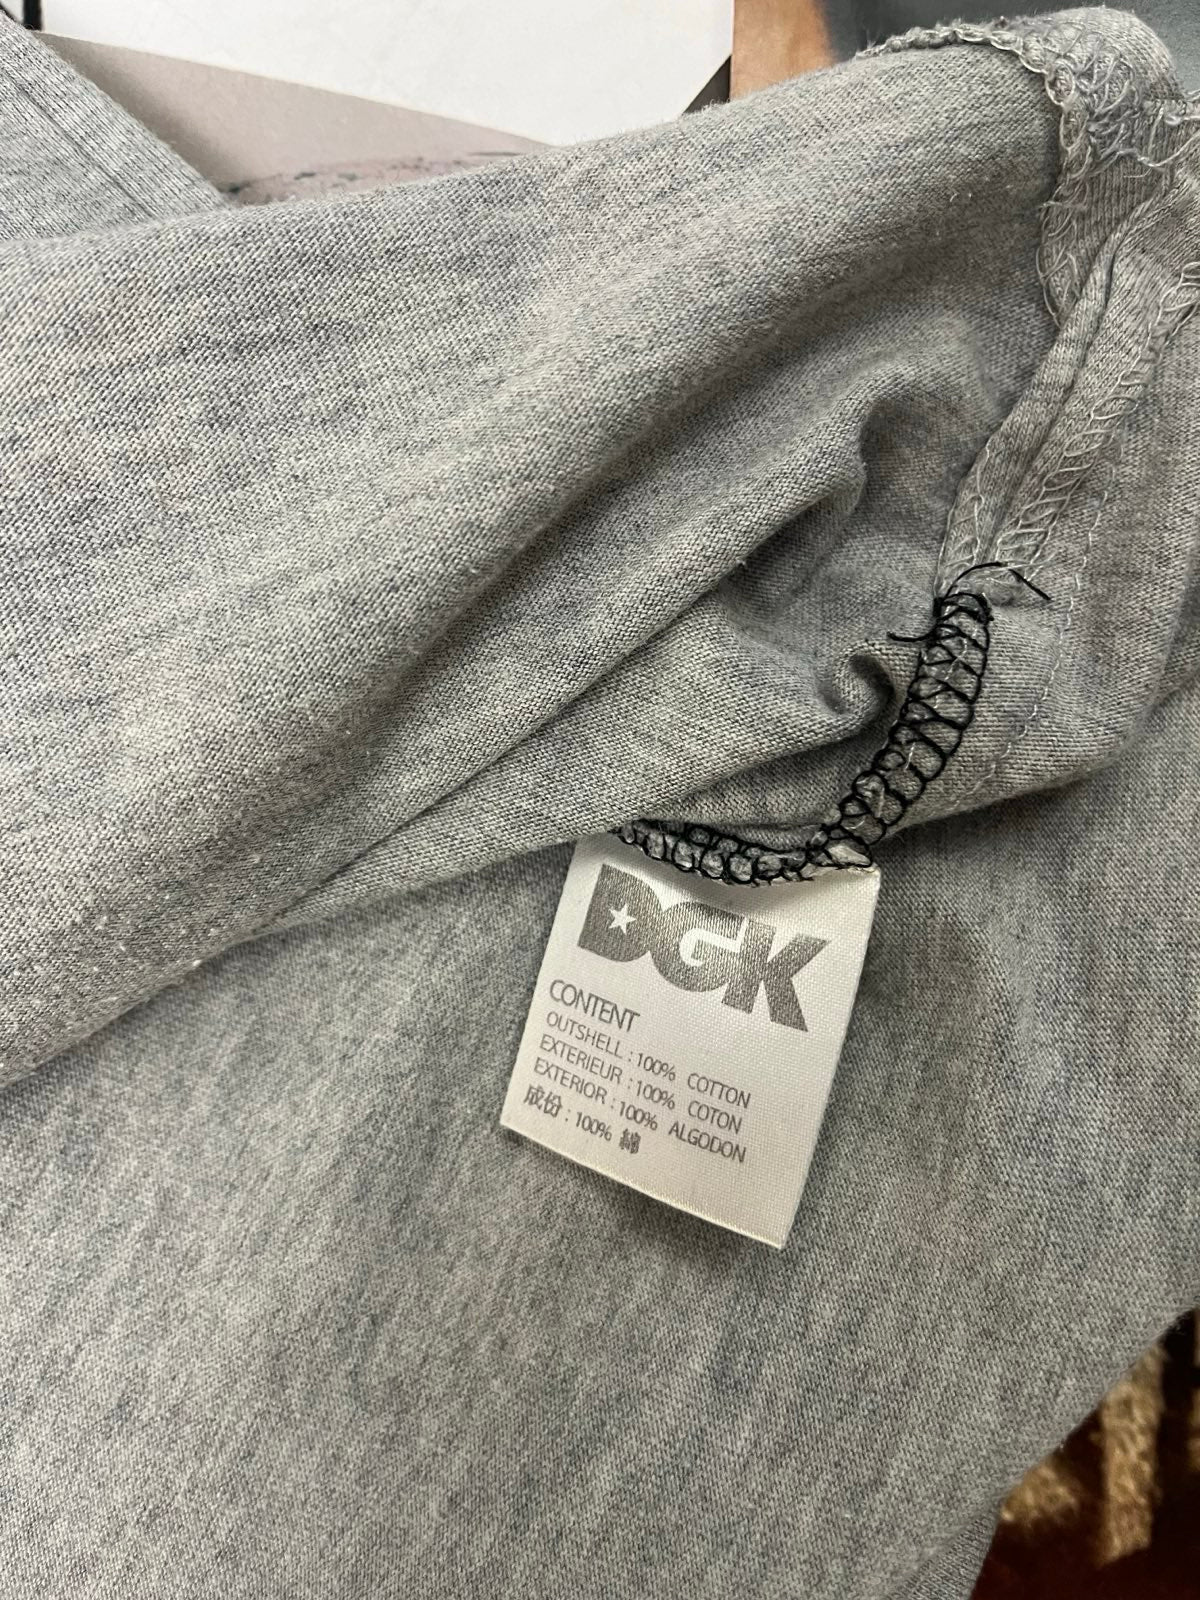 DGK
CONTENT
OUTSHELL : 100% COTTON
EXTERIEUR : 100% COTON
EXTERIOR : 100% ALGODON
成份 : 100% 綿